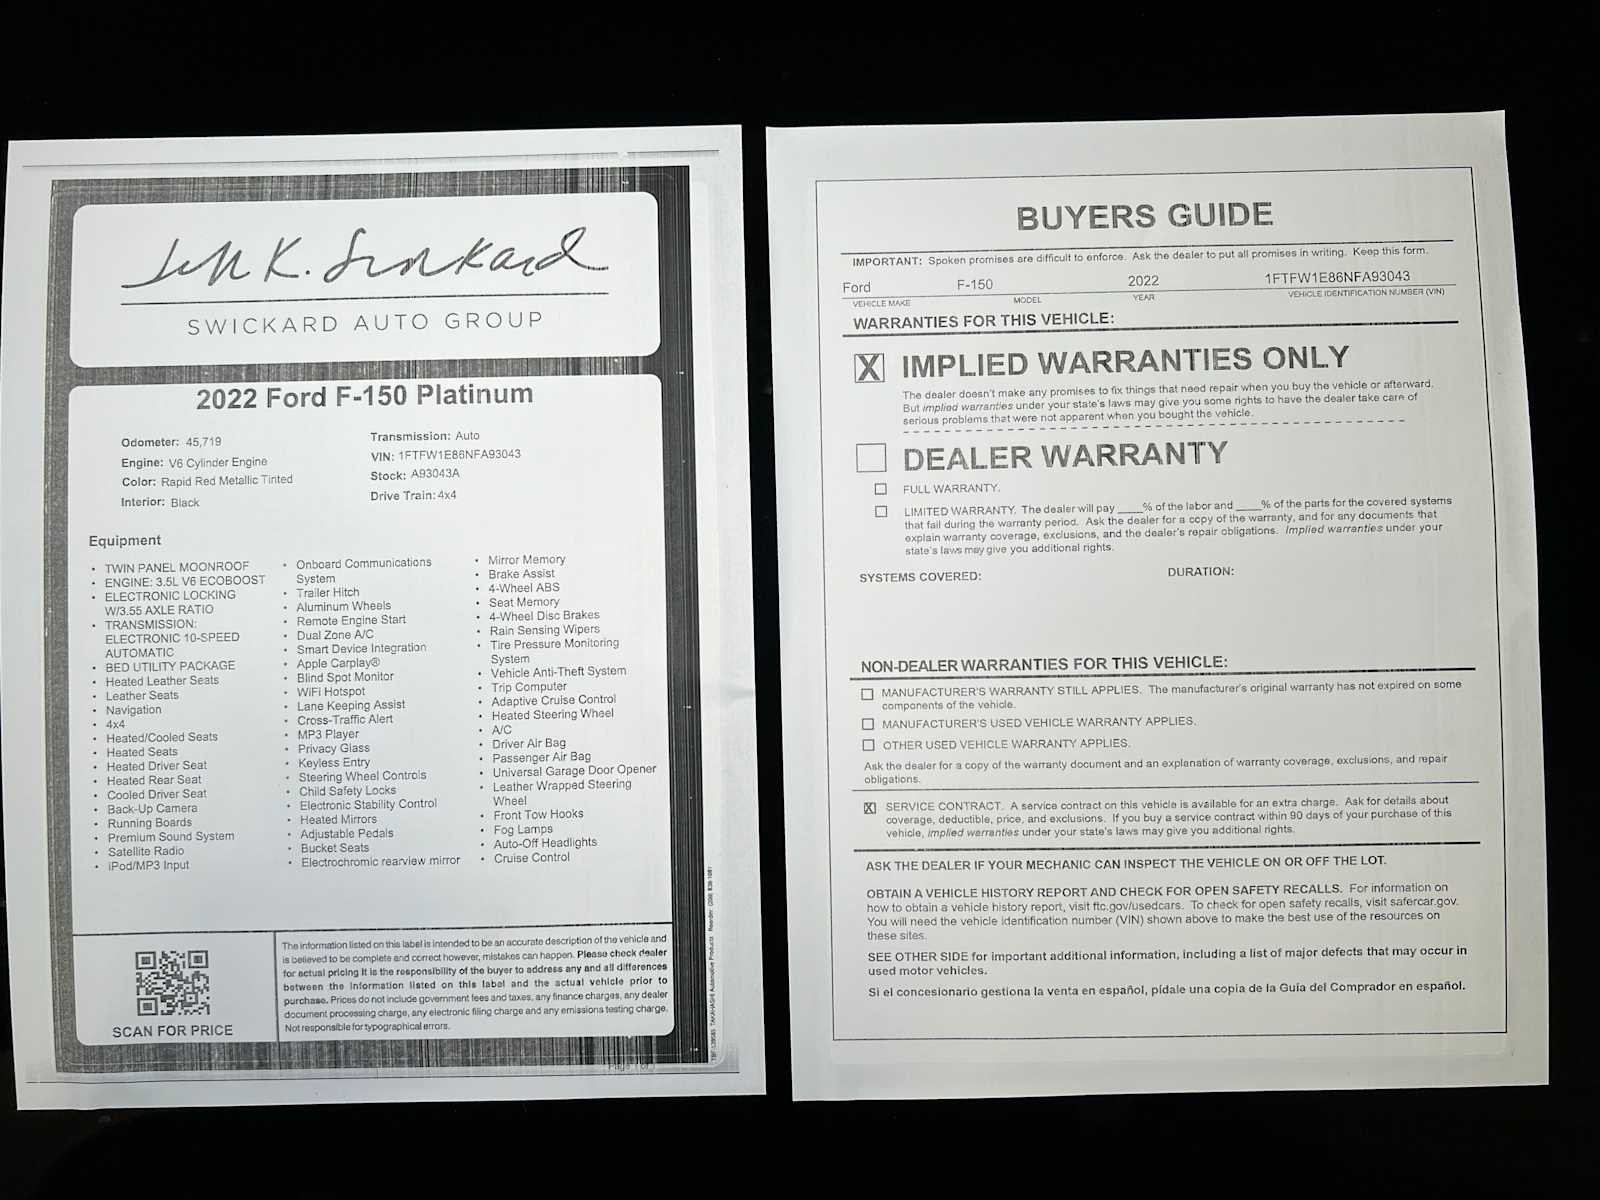 Jeff K. Swickard
SWICKARD AUTO GROUP
2022 Ford F-150 Platinum
Odometer: 45,719
Engine: V6 Cylinder Engine
Color: Rapid Red Metallic Tinted
Interior: Black
Transmission: Auto
VIN: 1FTFW1E86NFA93043
Stock: A93043A
Drive Train: 4x4
Equipment
• TWIN PANEL MOONROOF
• ENGINE: 3.5L V6 ECOBOOST
• ELECTRONIC LOCKING
W/3.55 AXLE RATIO
• TRANSMISSION:
ELECTRONIC 10-SPEED
AUTOMATIC
• BED UTILITY PACKAGE
• Heated Leather Seats
• Leather Seats
• Navigation
• 4x4
• Heated/Cooled Seats
• Heated Seats
• Heated Driver Seat
• Heated Rear Seat
• Cooled Driver Seat
• Back-Up Camera
• Running Boards
• Premium Sound System
• Satellite Radio
• iPod/MP3 Input
• Onboard Communications
System
• Trailer Hitch
• Aluminum Wheels
• Remote Engine Start
• Dual Zone A/C
• Smart Device Integration
• Apple Carplay®
• Blind Spot Monitor
• WiFi Hotspot
• Lane Keeping Assist
• Cross-Traffic Alert
• MP3 Player
• Privacy Glass
• Keyless Entry
• Steering Wheel Controls
• Child Safety Locks
• Electronic Stability Control
• Heated Mirrors
• Adjustable Pedals
• Bucket Seats
• Electrochromic rearview mirror
• Mirror Memory
• Brake Assist
• 4-Wheel ABS
• Seat Memory
• 4-Wheel Disc Brakes
• Rain Sensing Wipers
• Tire Pressure Monitoring
System
• Vehicle Anti-Theft System
• Trip Computer
• Adaptive Cruise Control
• Heated Steering Wheel
• A/C
• Driver Air Bag
• Passenger Air Bag
• Universal Garage Door Opener
• Leather Wrapped Steering
Wheel
• Front Tow Hooks
• Fog Lamps
• Auto-Off Headlights
• Cruise Control
SCAN FOR PRICE
The information listed on this label is intended to be an accurate description of the vehicle and
is believed to be complete and correct however, mistakes can happen. Please check dealer
for actual pricing it is the responsibility of the buyer to address any and all differences
between the information listed on this label and the actual vehicle prior to
purchase. Prices do not include government fees and taxes, any finance charges, any dealer
document processing charge, any electronic filing charge and any emissions testing charge.
Not responsible for typographical errors.
TAKAHASHI Automotive Products Reorder:
BUYERS GUIDE
IMPORTANT: Spoken promises are difficult to enforce. Ask the dealer to put all promises in writing. Keep this form.
Ford F-150 2022 1FTFW1E86NFA93043
VEHICLE MAKE MODEL YEAR VEHICLE IDENTIFICATION NUMBER (VIN)
WARRANTIES FOR THIS VEHICLE:
X IMPLIED WARRANTIES ONLY
The dealer doesn't make any promises to fix things that need repair when you buy the vehicle or afterward.
But implied warranties under your state's laws may give you some rights to have the dealer take care of
serious problems that were not apparent when you bought the vehicle.
DEALER WARRANTY
FULL WARRANTY.
LIMITED WARRANTY. The dealer will pay ____% of the labor and ____% of the parts for the covered systems
that fail during the warranty period. Ask the dealer for a copy of the warranty, and for any documents that
explain warranty coverage, exclusions, and the dealer's repair obligations. Implied warranties under your
state's laws may give you additional rights.
SYSTEMS COVERED: DURATION:
NON-DEALER WARRANTIES FOR THIS VEHICLE:
MANUFACTURER'S WARRANTY STILL APPLIES. The manufacturer's original warranty has not expired on some
components of the vehicle.
MANUFACTURER'S USED VEHICLE WARRANTY APPLIES.
OTHER USED VEHICLE WARRANTY APPLIES.
Ask the dealer for a copy of the warranty document and an explanation of warranty coverage, exclusions, and repair
obligations.
X SERVICE CONTRACT. A service contract on this vehicle is available for an extra charge. Ask for details about
coverage, deductible, price, and exclusions. If you buy a service contract within 90 days of your purchase of this
vehicle, implied warranties under your state's laws may give you additional rights.
ASK THE DEALER IF YOUR MECHANIC CAN INSPECT THE VEHICLE ON OR OFF THE LOT.
OBTAIN A VEHICLE HISTORY REPORT AND CHECK FOR OPEN SAFETY RECALLS. For information on
how to obtain a vehicle history report, visit ftc.gov/usedcars. To check for open safety recalls, visit safercar.gov.
You will need the vehicle identification number (VIN) shown above to make the best use of the resources on
these sites.
SEE OTHER SIDE for important additional information, including a list of major defects that may occur in
used motor vehicles.
Si el concesionario gestiona la venta en español, pídale una copia de la Guía del Comprador en español.